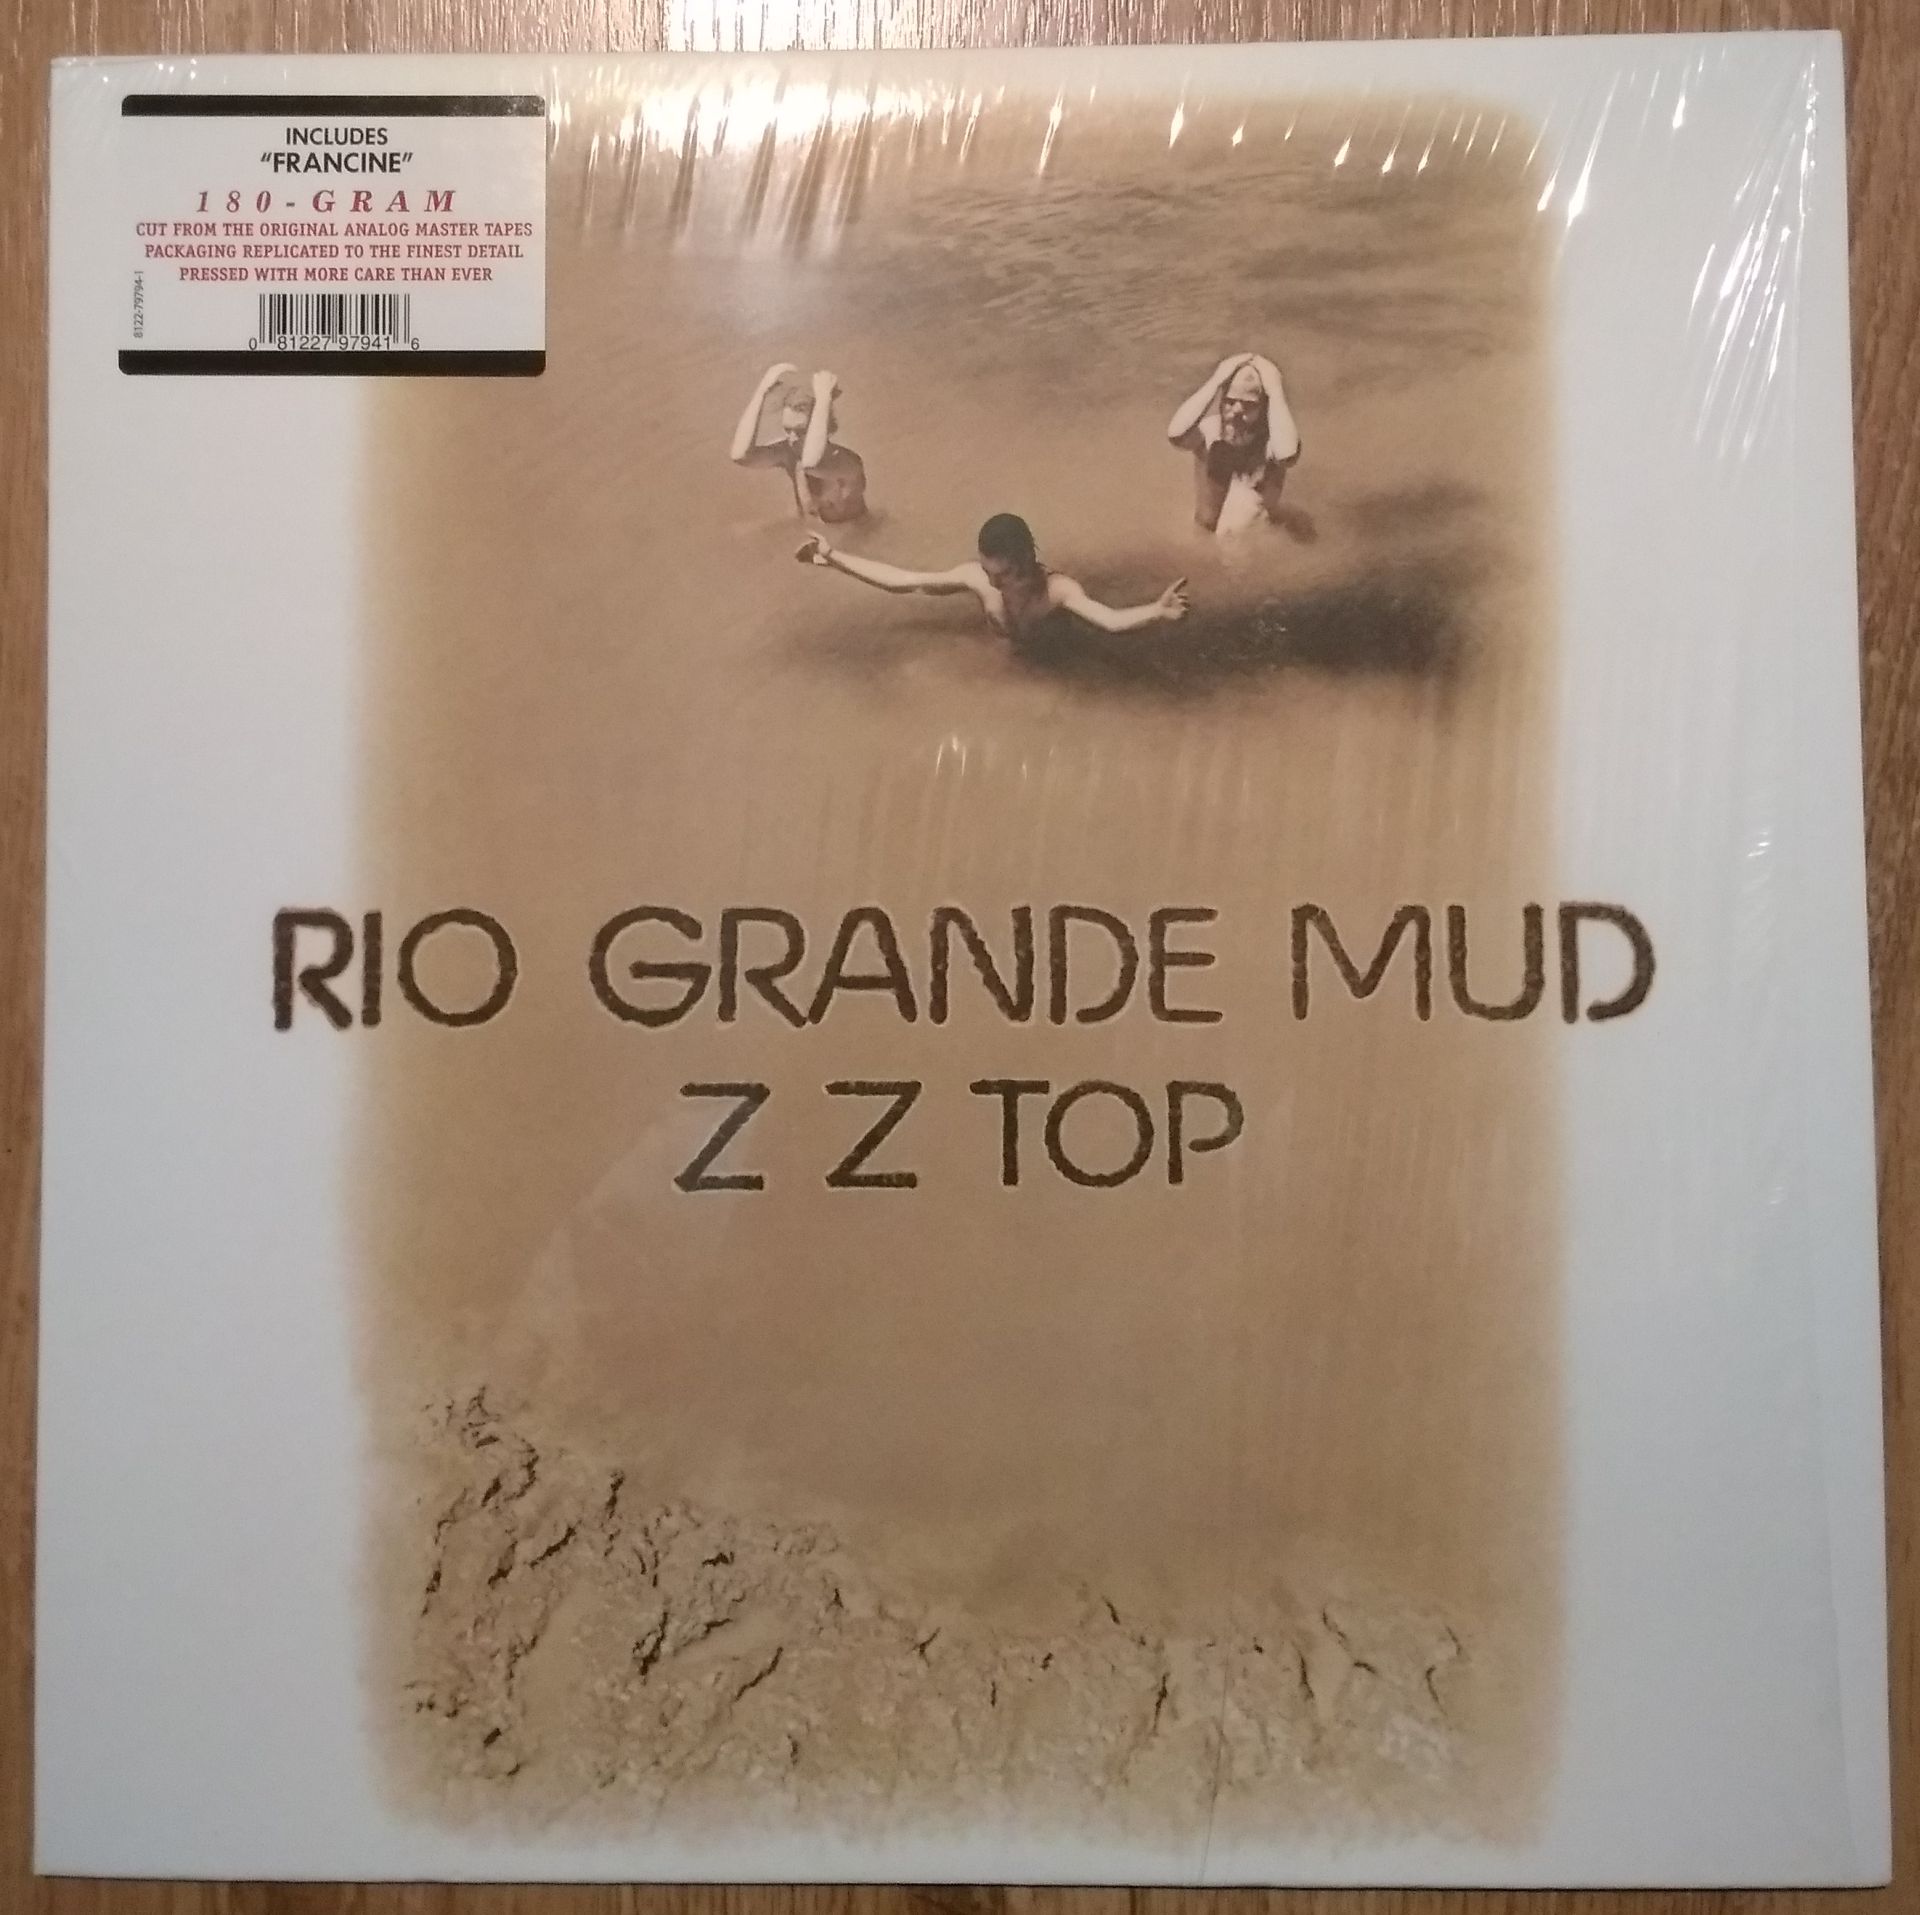 INCLUDES
“FRANCINE”
180-GRAM
CUT FROM THE ORIGINAL ANALOG MASTER TAPES
PACKAGING REPLICATED TO THE FINEST DETAIL
PRESSED WITH MORE CARE THAN EVER
8122-79794-1
0 81227 97941 6
RIO GRANDE MUD
Z Z TOP